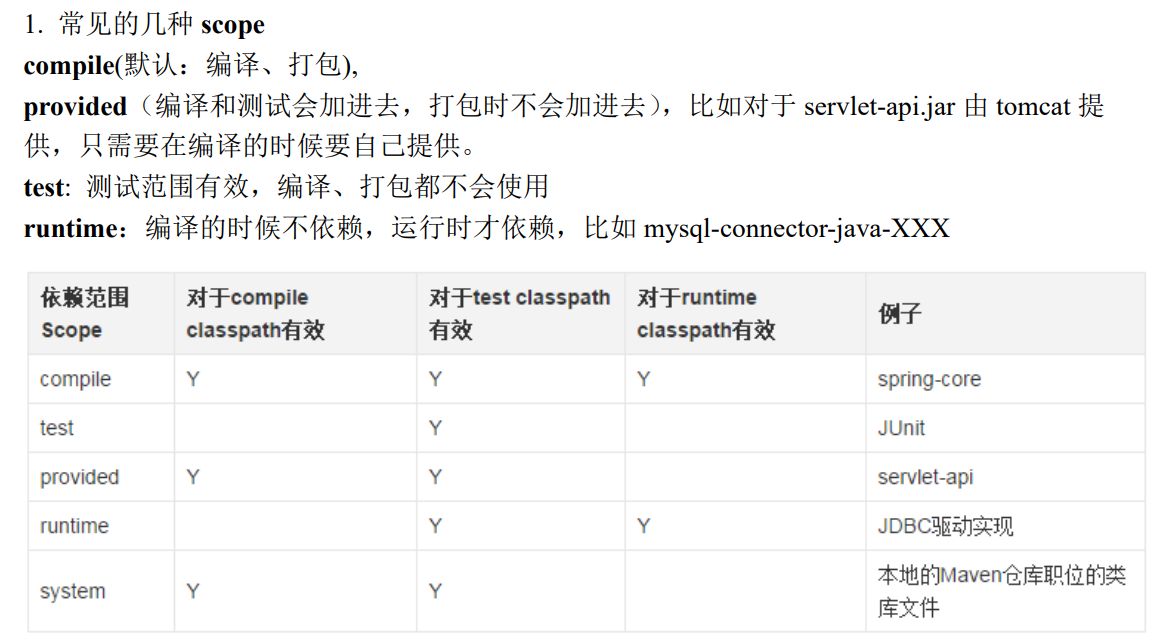 1. 常见的几种 scope
compile(默认：编译、打包),
provided（编译和测试会加进去，打包时不会加进去），比如对于 servlet-api.jar 由 tomcat 提
供，只需要在编译的时候要自己提供。
test: 测试范围有效，编译、打包都不会使用
runtime：编译的时候不依赖，运行时才依赖，比如 mysql-connector-java-XXX
依赖范围 对于compile 对于test classpath 对于runtime 例子
Scope classpath有效 有效 classpath有效
compile Y Y Y spring-core
test Y JUnit
provided Y Y servlet-api
runtime Y Y JDBC驱动实现
system Y Y 本地的Maven仓库职位的类
库文件